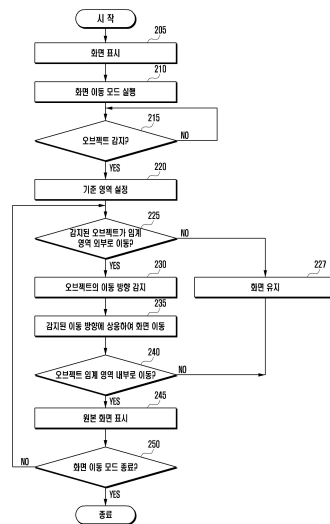 시 작
205
화면 표시
210
화면 이동 모드 실행
215
오브젝트 감지?
NO
YES
220
기준 영역 설정
225
감지된 오브젝트가 임계
영역 외부로 이동?
NO
YES
230
오브젝트의 이동 방향 감지
227
화면 유지
235
감지된 이동 방향에 상응하여 화면 이동
240
오브젝트 임계 영역 내부로 이동?
NO
YES
245
원본 화면 표시
250
화면 이동 모드 종료?
NO
YES
종료